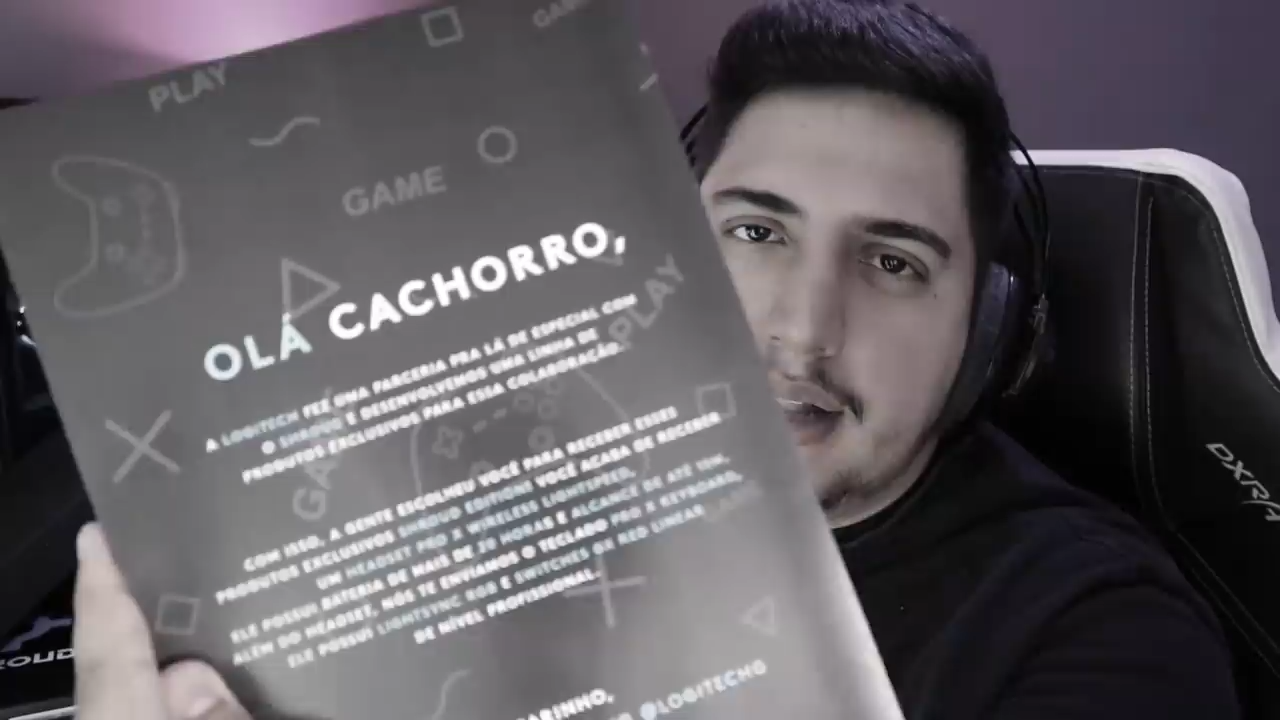 GAME
PLAY
GAME
OLÁ CACHORRO,
PLAY
A LOGITECH FEZ UMA PARCERIA PRA LÁ DE ESPECIAL COM
O SHROUD E DESENVOLVEMOS UMA LINHA DE
PRODUTOS EXCLUSIVOS PARA ESSA COLABORAÇÃO.
COM ISSO, A GENTE ESCOLHEU VOCÊ PARA RECEBER ESSES
PRODUTOS EXCLUSIVOS SHROUD EDITION! VOCÊ ACABA DE RECEBER
UM HEADSET PRO X WIRELESS LIGHTSPEED,
ELE POSSUI BATERIA DE MAIS DE 20 HORAS E ALCANCE DE ATÉ 15M.
ALÉM DO HEADSET, NÓS TE ENVIAMOS O TECLADO PRO X KEYBOARD,
ELE POSSUI LIGHTSYNC RGB E SWITCHES GX RED LINEAR
DE NÍVEL PROFISSIONAL.
@LOGITECHG